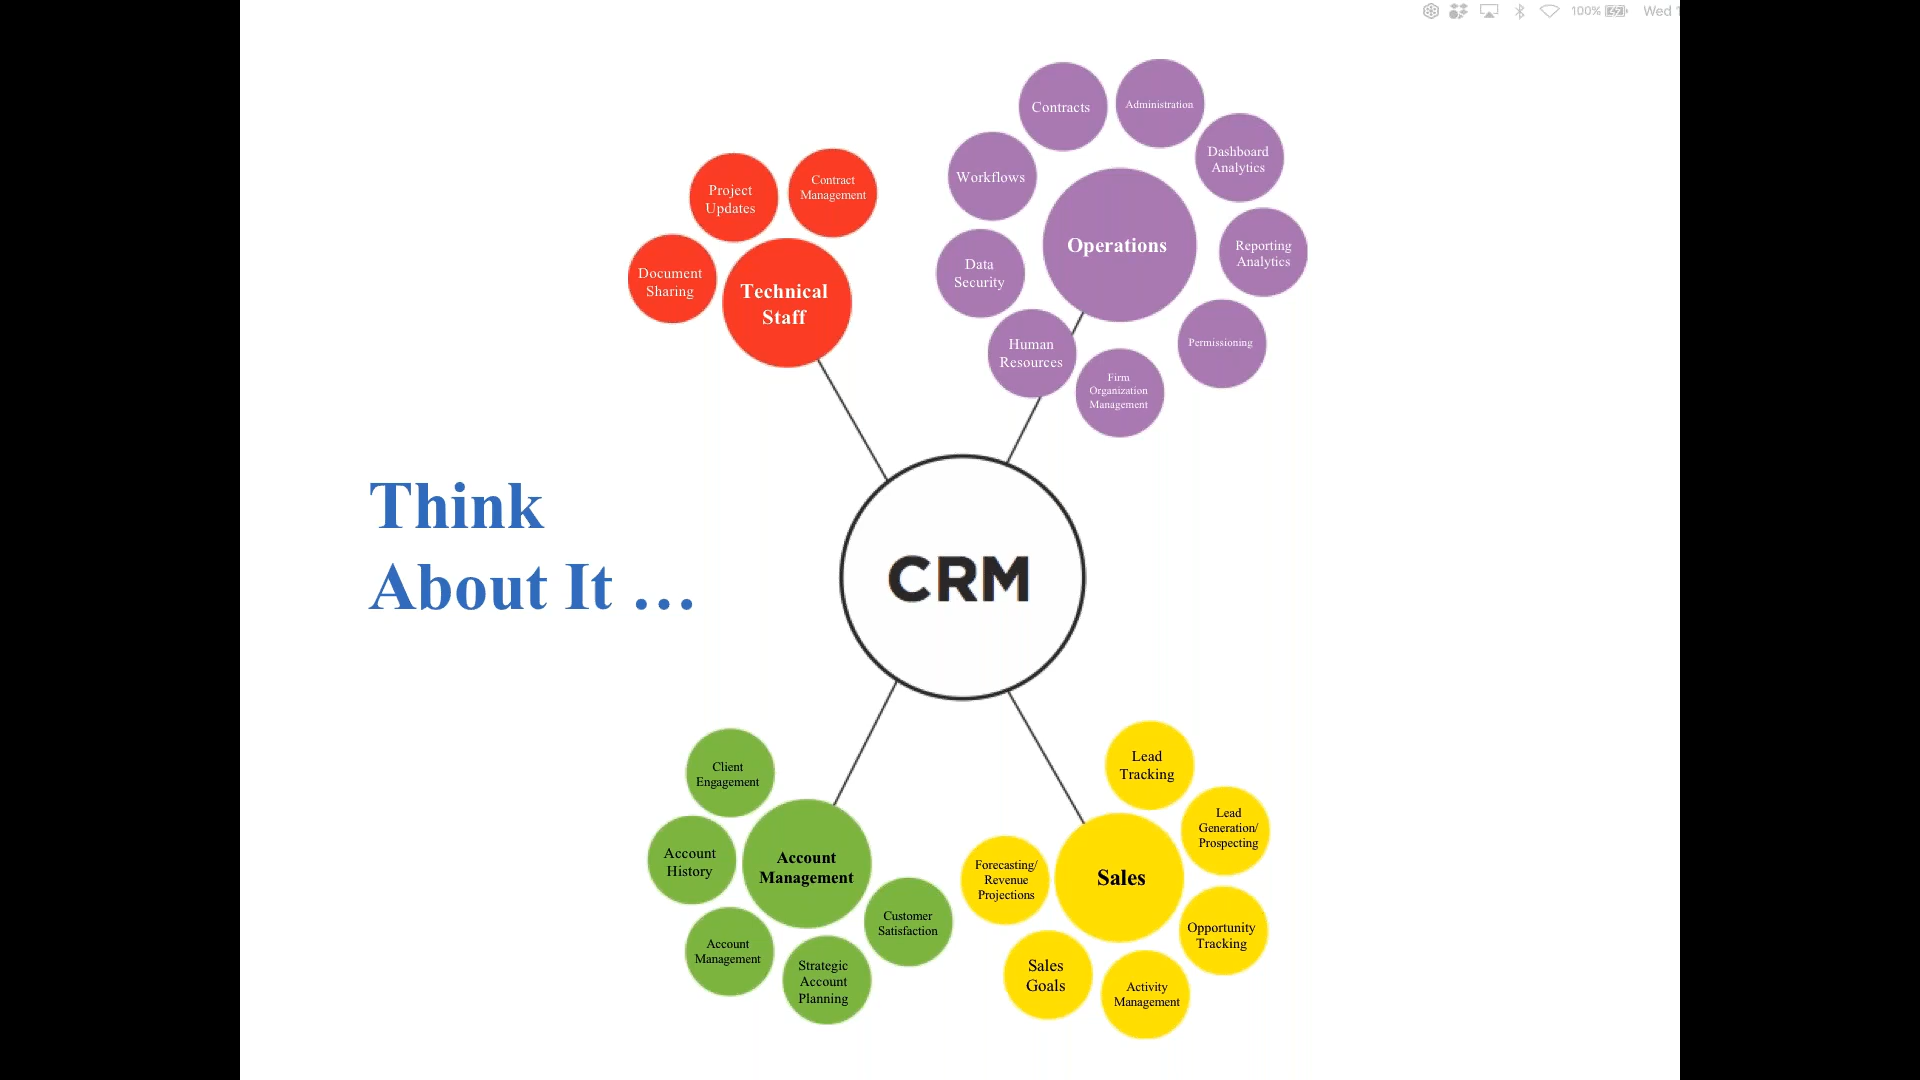 100%
Wed 1
Contracts
Administration
Dashboard
Analytics
Workflows
Operations
Reporting
Analytics
Data
Security
Human
Resources
Permissioning
Firm
Organization
Management
Project
Updates
Contract
Management
Document
Sharing
Technical
Staff
Think
About It ...
CRM
Client
Engagement
Account
History
Account
Management
Account
Management
Strategic
Account
Planning
Customer
Satisfaction
Lead
Tracking
Lead
Generation/
Prospecting
Forecasting/
Revenue
Projections
Sales
Opportunity
Tracking
Sales
Goals
Activity
Management